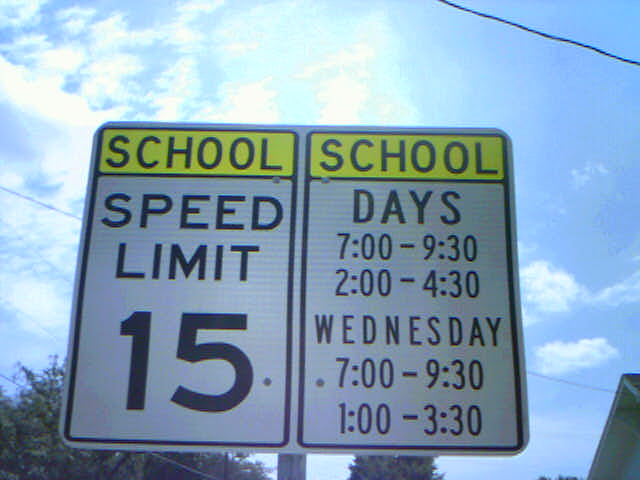 SCHOOL
SPEED
LIMIT
15
SCHOOL
DAYS
7:00 - 9:30
2:00 - 4:30
WEDNESDAY
7:00 - 9:30
1:00 - 3:30